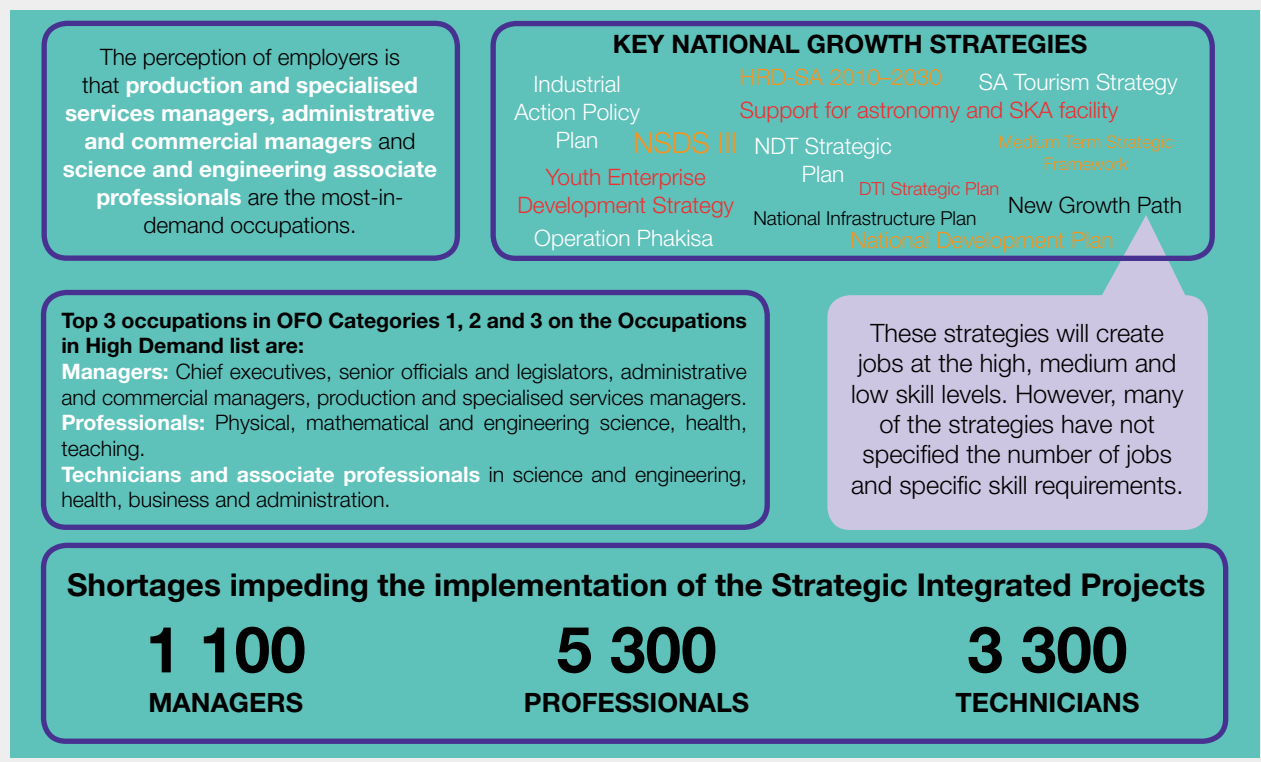 The perception of employers is
that production and specialised
services managers, administrative
and commercial managers and
science and engineering associate
professionals are the most-in-
demand occupations.
KEY NATIONAL GROWTH STRATEGIES
Industrial
Action Policy
Plan
HRD-SA 2010–2030
SA Tourism Strategy
Support for astronomy and SKA facility
NSDS III
NDT Strategic
Plan
Medium Term Strategic
Framework
Youth Enterprise
Development Strategy
DTI Strategic Plan
New Growth Path
National Infrastructure Plan
Operation Phakisa
National Development Plan
Top 3 occupations in OFO Categories 1, 2 and 3 on the Occupations
in High Demand list are:
Managers: Chief executives, senior officials and legislators, administrative
and commercial managers, production and specialised services managers.
Professionals: Physical, mathematical and engineering science, health,
teaching.
Technicians and associate professionals in science and engineering,
health, business and administration.
These strategies will create
jobs at the high, medium and
low skill levels. However, many
of the strategies have not
specified the number of jobs
and specific skill requirements.
Shortages impeding the implementation of the Strategic Integrated Projects
1 100
MANAGERS
5 300
PROFESSIONALS
3 300
TECHNICIANS